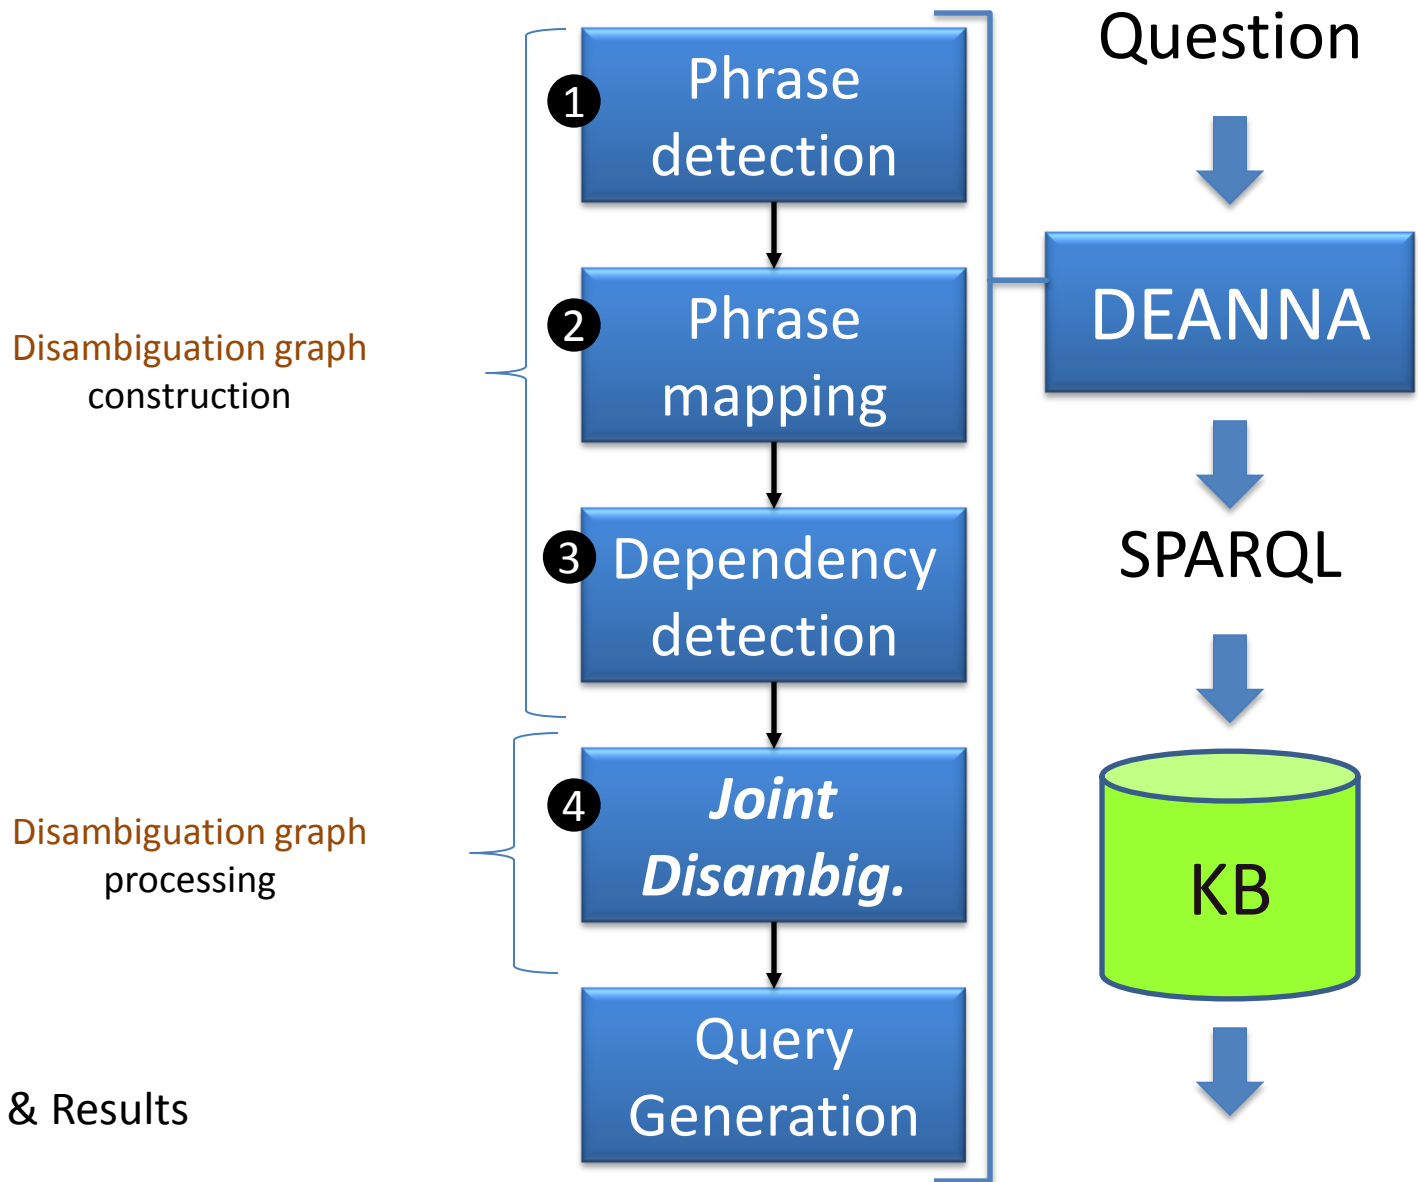 Disambiguation graph
construction
Disambiguation graph
processing
& Results
1
Phrase
detection
2
Phrase
mapping
3
Dependency
detection
4
Joint
Disambig.
Query
Generation
Question
DEANNA
SPARQL
KB